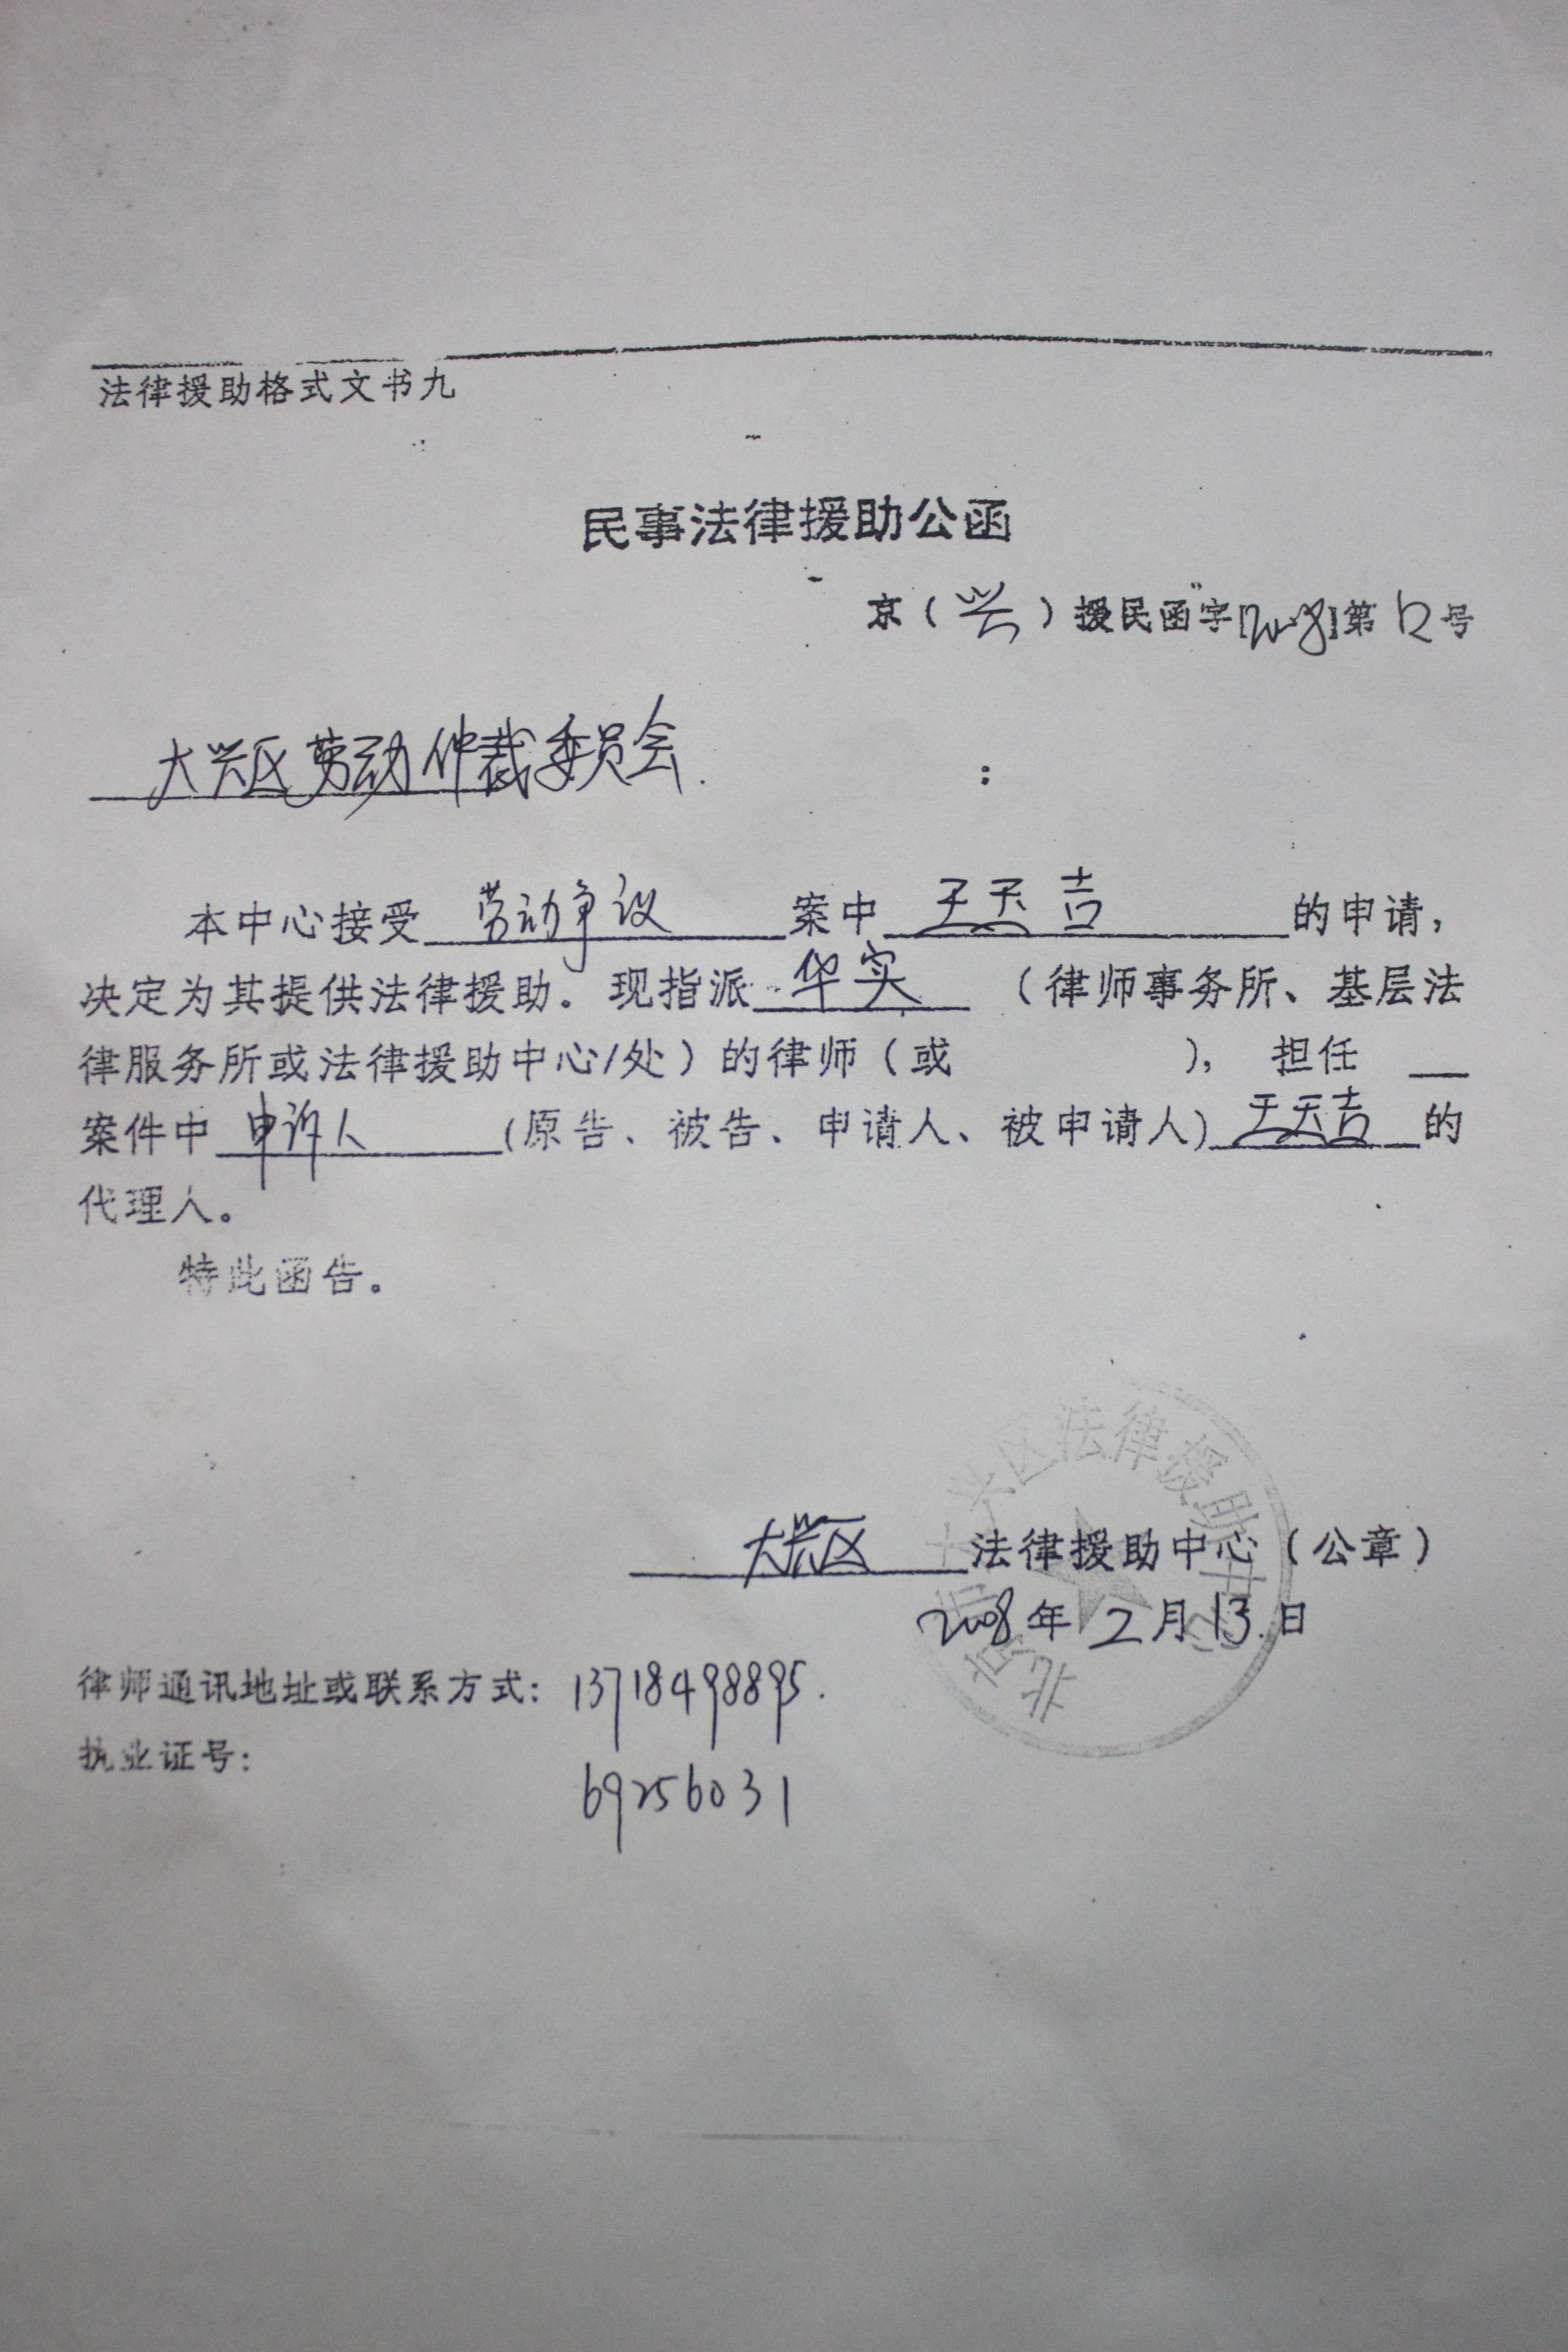 法律援助格式文书九
民事法律援助公函
京（兴）援民函字[2008]第12号
大兴区劳动仲裁委员会：
本中心接受劳动争议案中王天吉的申请，
决定为其提供法律援助。现指派华实（律师事务所、基层法
律服务所或法律援助中心/处）的律师（或 ），担任
案件中申诉人（原告、被告、申请人、被申请人）王天吉的
代理人。
特此函告。
北京大兴区法律援助中心
大兴区法律援助中心（公章）
2008年2月13.日
律师通讯地址或联系方式：13718498895.
执业证号：
69256031